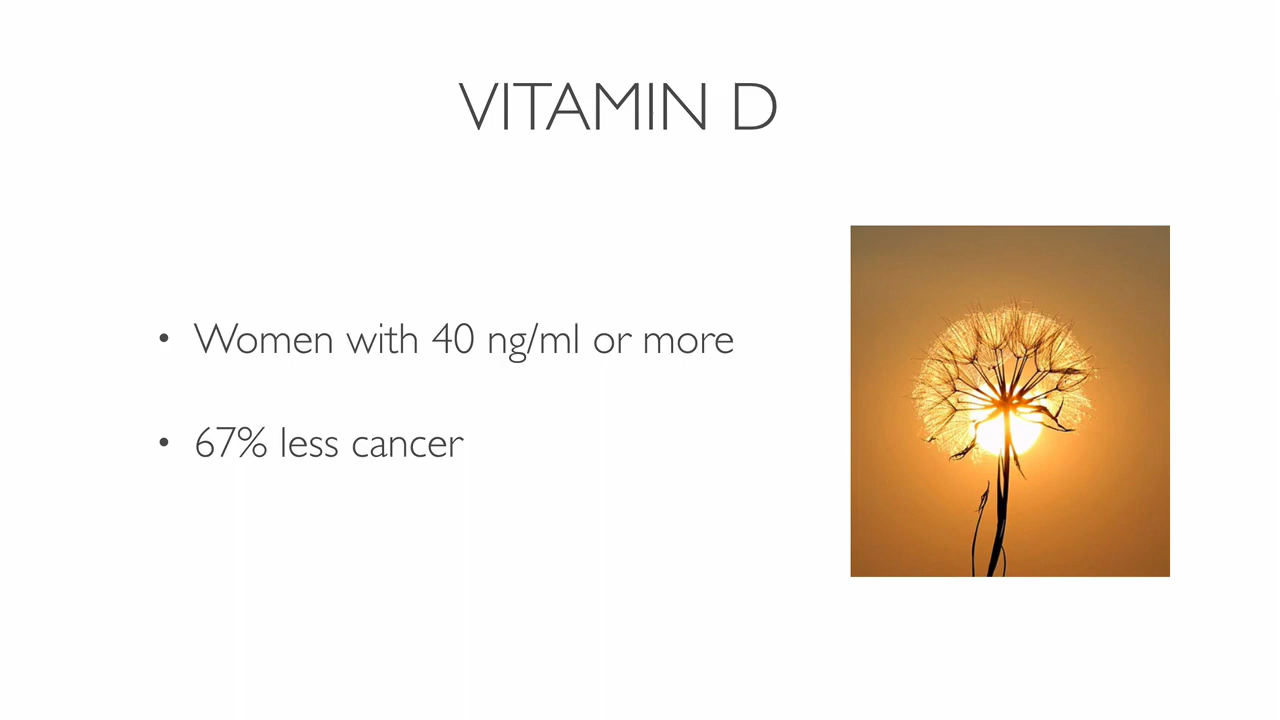 VITAMIN D
• Women with 40 ng/ml or more
• 67% less cancer